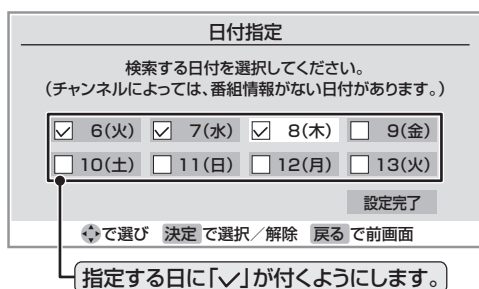 日付指定
検索する日付を選択してください。
（チャンネルによっては、番組情報がない日付があります。）
✓ 6(火) ✓ 7(水) ✓ 8(木) □ 9(金)
□ 10(土) □ 11(日) □ 12(月) □ 13(火)
設定完了
で選び 決定 で選択／解除 戻る で前画面
指定する日に「✓」が付くようにします。